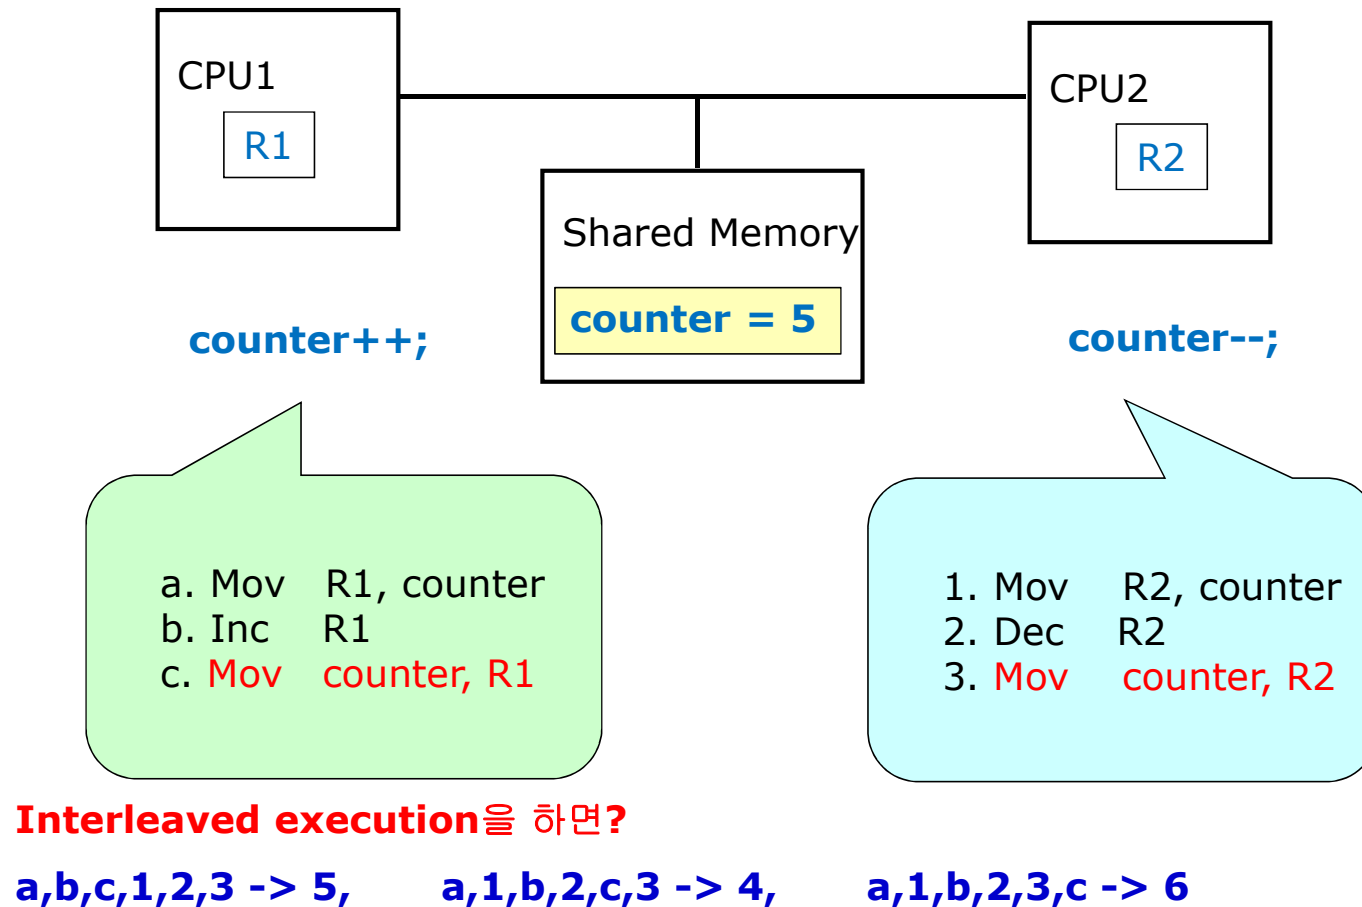 CPU1
R1
CPU2
R2
Shared Memory
counter = 5
counter++;
counter--;
a. Mov R1, counter
b. Inc R1
c. Mov counter, R1
1. Mov R2, counter
2. Dec R2
3. Mov counter, R2
Interleaved execution을 하면?
a,b,c,1,2,3 -> 5, a,1,b,2,c,3 -> 4, a,1,b,2,3,c -> 6